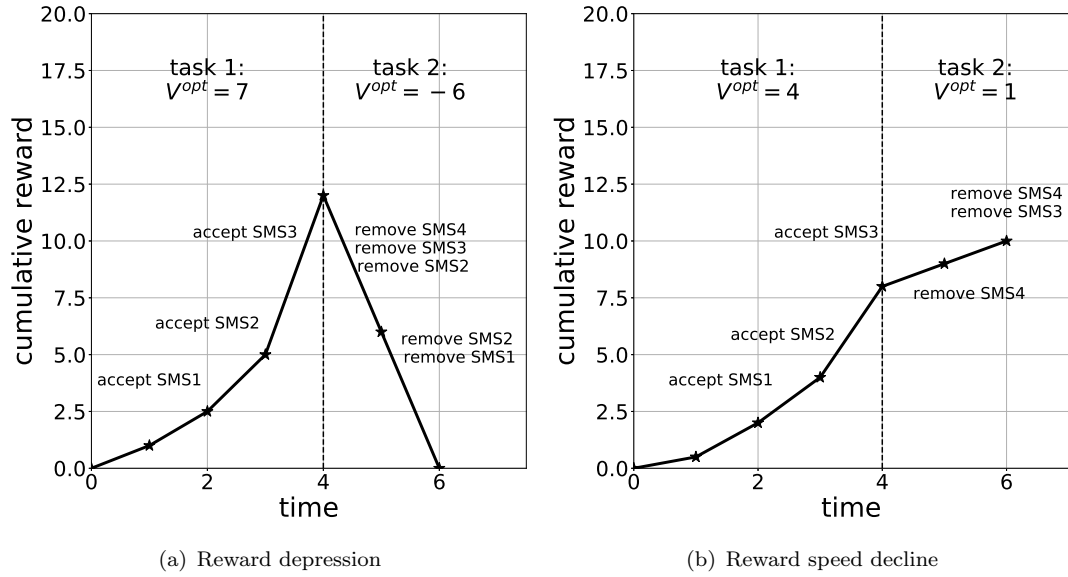 20.0
17.5
15.0
12.5
10.0
7.5
5.0
2.5
0.0
0
2
4
6
cumulative reward
time
task 1:
V^opt = 7
task 2:
V^opt = −6
accept SMS3
accept SMS2
accept SMS1
remove SMS4
remove SMS3
remove SMS2
remove SMS2
remove SMS1
(a) Reward depression
20.0
17.5
15.0
12.5
10.0
7.5
5.0
2.5
0.0
0
2
4
6
cumulative reward
time
task 1:
V^opt = 4
task 2:
V^opt = 1
remove SMS4
remove SMS3
accept SMS3
remove SMS4
accept SMS2
accept SMS1
(b) Reward speed decline